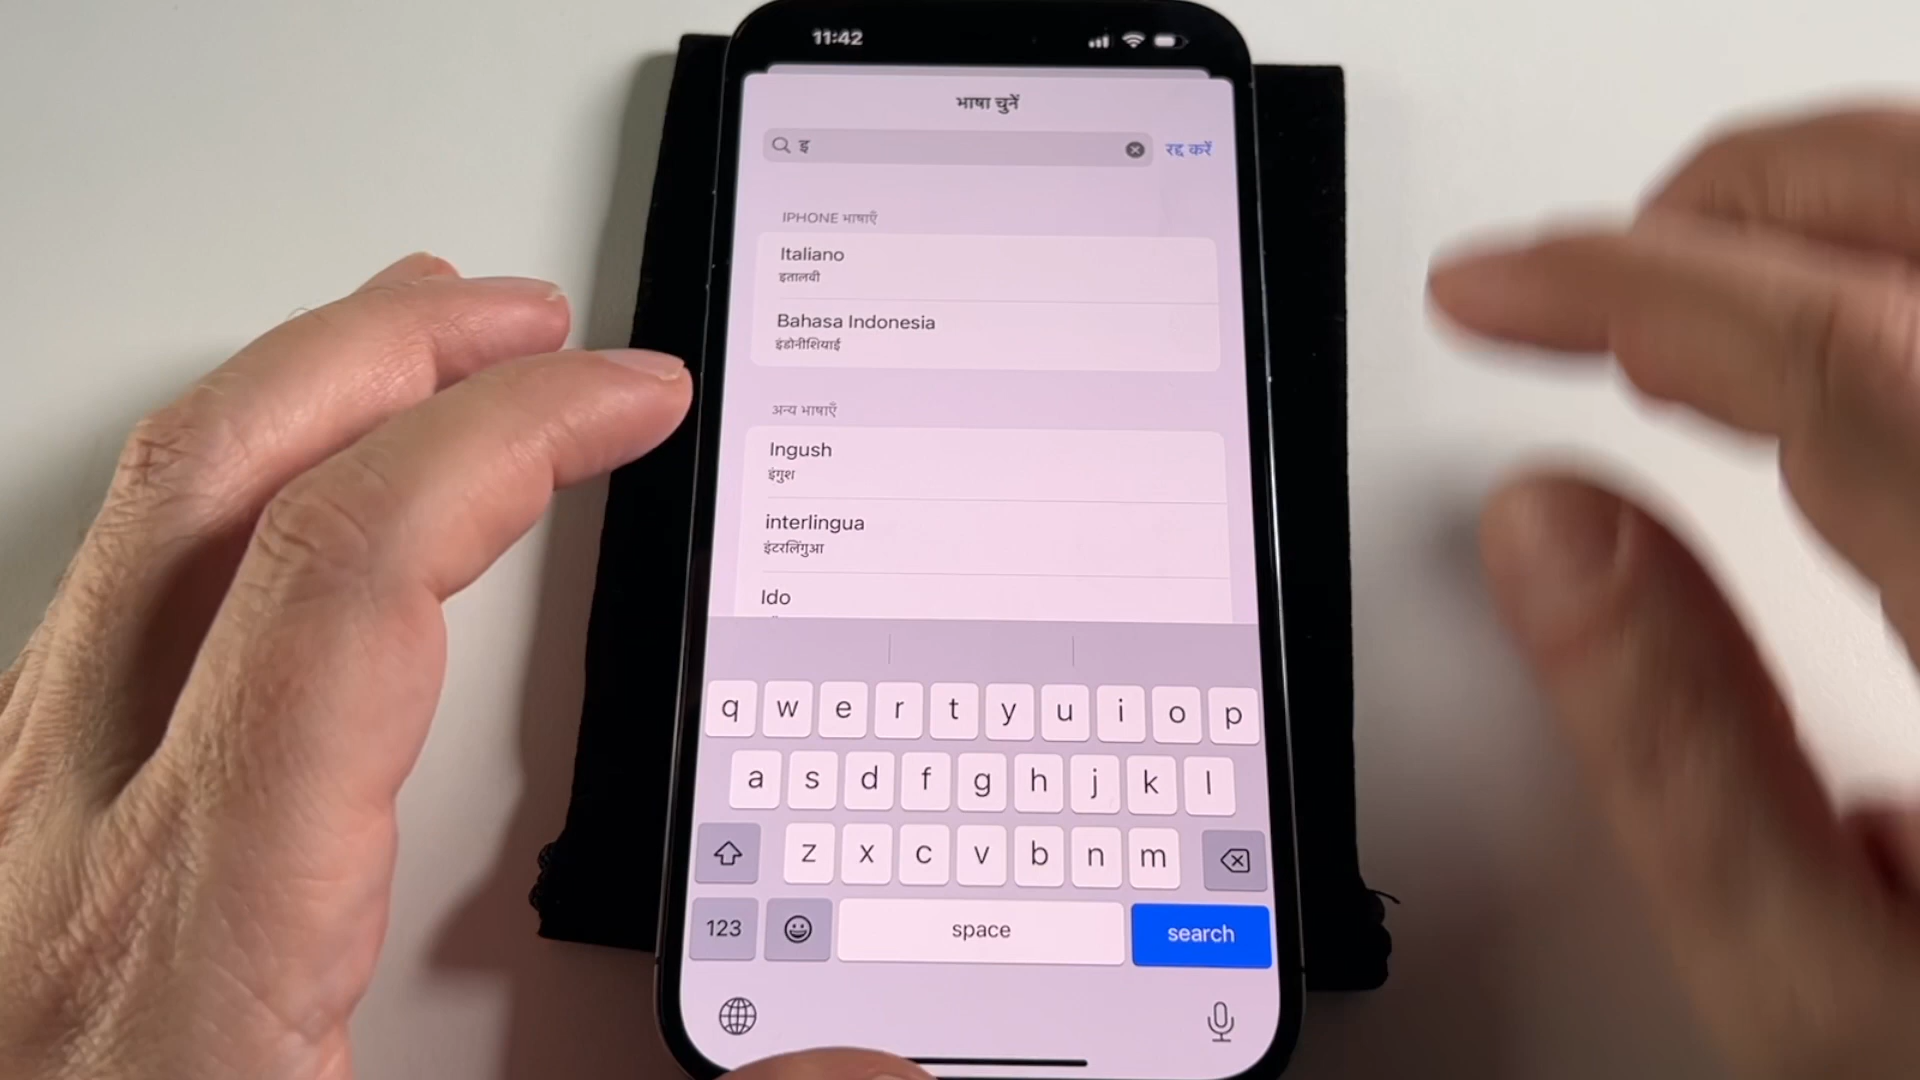 11:42
भाषा चुनें
इ
रद्द करें
IPHONE भाषाएँ
Italiano
इतालवी
Bahasa Indonesia
इंडोनीशियाई
अन्य भाषाएँ
Ingush
इंगुश
interlingua
इंटरलिंगुआ
Ido
q w e r t y u i o p
a s d f g h j k l
z x c v b n m
123 space search